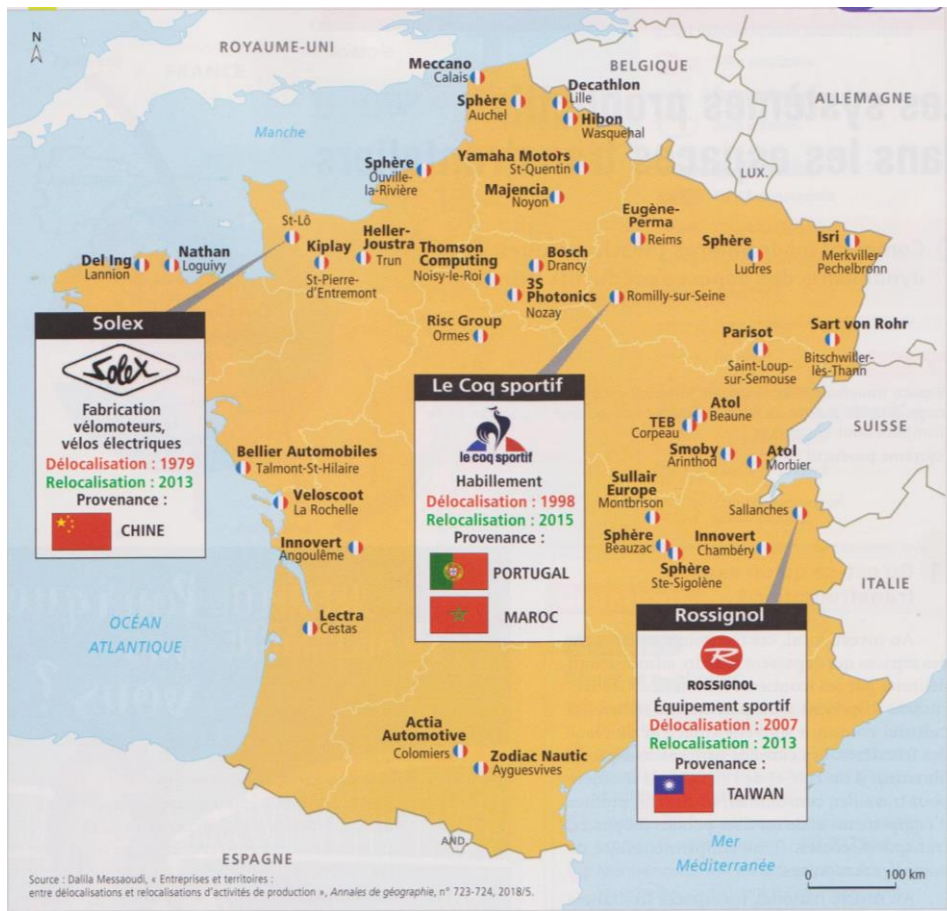 N
ROYAUME-UNI
BELGIQUE
ALLEMAGNE
LUX.
Manche
Meccano
Calais
Decathlon
Lille
Sphère
Auchel
Hibon
Wasquehal
Yamaha Motors
St-Quentin
Sphère
Ouville-
la-Rivière
Majencia
Noyon
Eugène-
Perma
Reims
Sphère
Ludres
Isri
Merkviller-
Pechelbronn
St-Lô
Del Ing
Lannion
Nathan
Loguivy
Kiplay
St-Pierre-
d'Entremont
Heller-
Joustra
Trun
Thomson
Computing
Noisy-le-Roi
Bosch
Drancy
3S
Photonics
Nozay
Romilly-sur-Seine
Risc Group
Ormes
Parisot
Saint-Loup-
sur-Semouse
Sart von Rohr
Bitschwiller-
lès-Thann
Solex
SOLEX
Fabrication
vélomoteurs,
vélos électriques
Délocalisation : 1979
Relocalisation : 2013
Provenance :
CHINE
Le Coq sportif
le coq sportif
Habillement
Délocalisation : 1998
Relocalisation : 2015
Provenance :
PORTUGAL
MAROC
Atol
Beaune
TEB
Corpeau
SUISSE
Smoby
Arinthod
Atol
Morbier
Bellier Automobiles
Talmont-St-Hilaire
Sullair
Europe
Montbrison
Sallanches
Veloscoot
La Rochelle
Innovert
Angoulême
Sphère
Beauzac
Innovert
Chambéry
Sphère
Ste-Sigolène
ITALIE
Lectra
Cestas
OCÉAN
ATLANTIQUE
Rossignol
R
ROSSIGNOL
Équipement sportif
Délocalisation : 2007
Relocalisation : 2013
Provenance :
TAIWAN
Actia
Automotive
Colomiers
Zodiac Nautic
Ayguesvives
AND.
ESPAGNE
Mer
Méditerranée
0 100 km
Source : Dalila Messaoudi, « Entreprises et territoires :
entre délocalisations et relocalisations d'activités de production », Annales de géographie, n° 723-724, 2018/5.